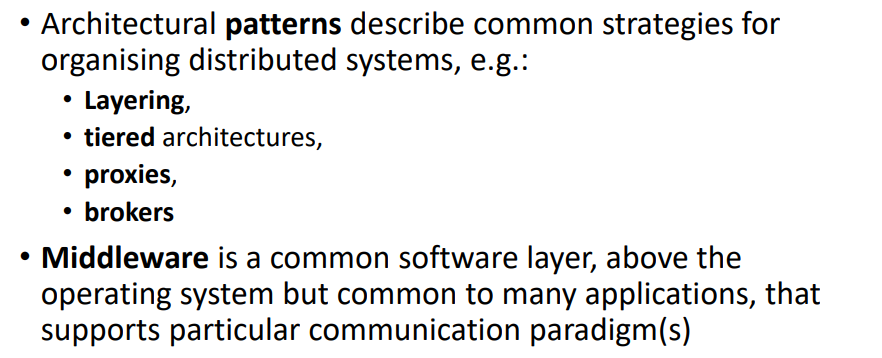 • Architectural patterns describe common strategies for
organising distributed systems, e.g.:
• Layering,
• tiered architectures,
• proxies,
• brokers
• Middleware is a common software layer, above the
operating system but common to many applications, that
supports particular communication paradigm(s)